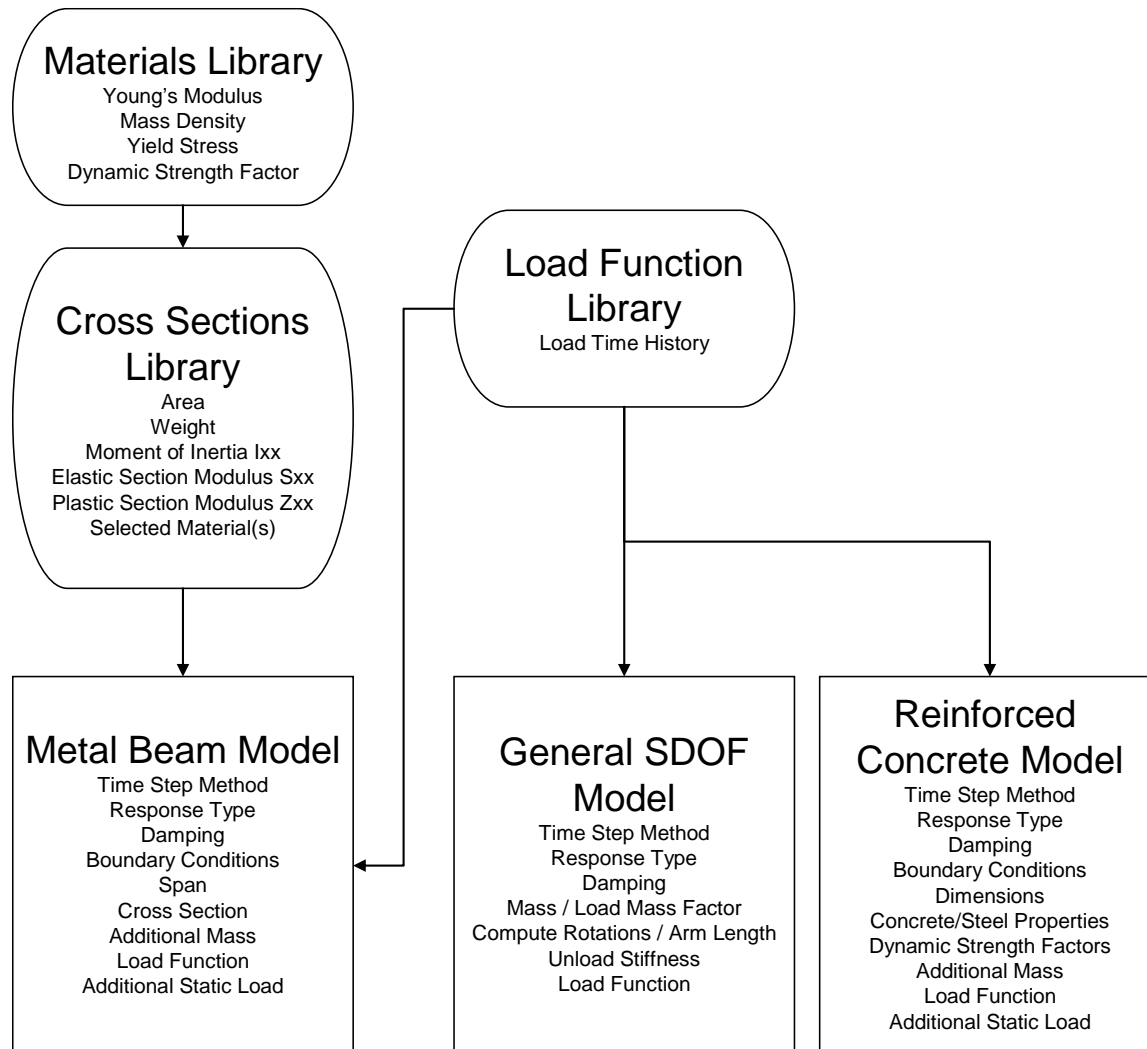 Materials Library
Young's Modulus
Mass Density
Yield Stress
Dynamic Strength Factor
Cross Sections
Library
Area
Weight
Moment of Inertia Ixx
Elastic Section Modulus Sxx
Plastic Section Modulus Zxx
Selected Material(s)
Load Function
Library
Load Time History
Metal Beam Model
Time Step Method
Response Type
Damping
Boundary Conditions
Span
Cross Section
Additional Mass
Load Function
Additional Static Load
General SDOF
Model
Time Step Method
Response Type
Damping
Mass / Load Mass Factor
Compute Rotations / Arm Length
Unload Stiffness
Load Function
Reinforced
Concrete Model
Time Step Method
Response Type
Damping
Boundary Conditions
Dimensions
Concrete/Steel Properties
Dynamic Strength Factors
Additional Mass
Load Function
Additional Static Load